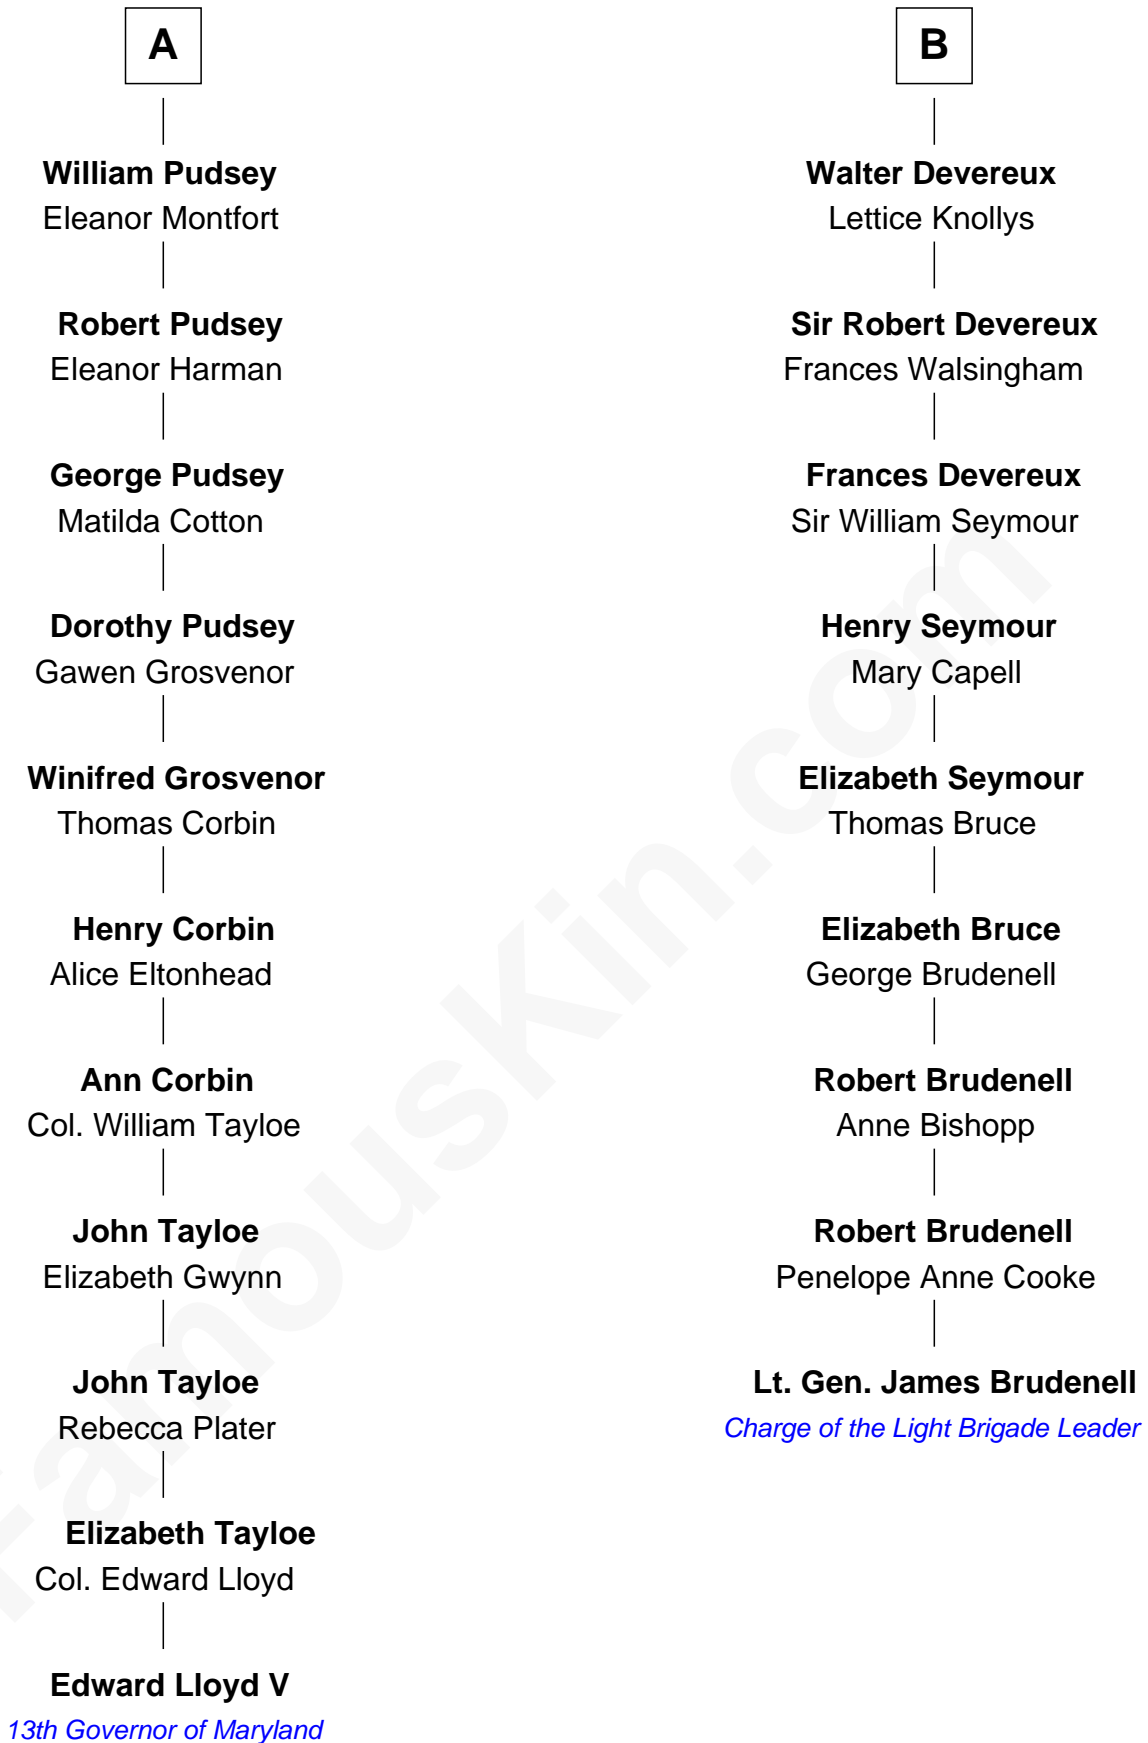 A
William Pudsey
Eleanor Montfort
Robert Pudsey
Eleanor Harman
George Pudsey
Matilda Cotton
Dorothy Pudsey
Gawen Grosvenor
Winifred Grosvenor
Thomas Corbin
Henry Corbin
Alice Eltonhead
Ann Corbin
Col. William Tayloe
John Tayloe
Elizabeth Gwynn
John Tayloe
Rebecca Plater
Elizabeth Tayloe
Col. Edward Lloyd
Edward Lloyd V
13th Governor of Maryland
B
Walter Devereux
Lettice Knollys
Sir Robert Devereux
Frances Walsingham
Frances Devereux
Sir William Seymour
Henry Seymour
Mary Capell
Elizabeth Seymour
Thomas Bruce
Elizabeth Bruce
George Brudenell
Robert Brudenell
Anne Bishopp
Robert Brudenell
Penelope Anne Cooke
Lt. Gen. James Brudenell
Charge of the Light Brigade Leader
FamousKin.com